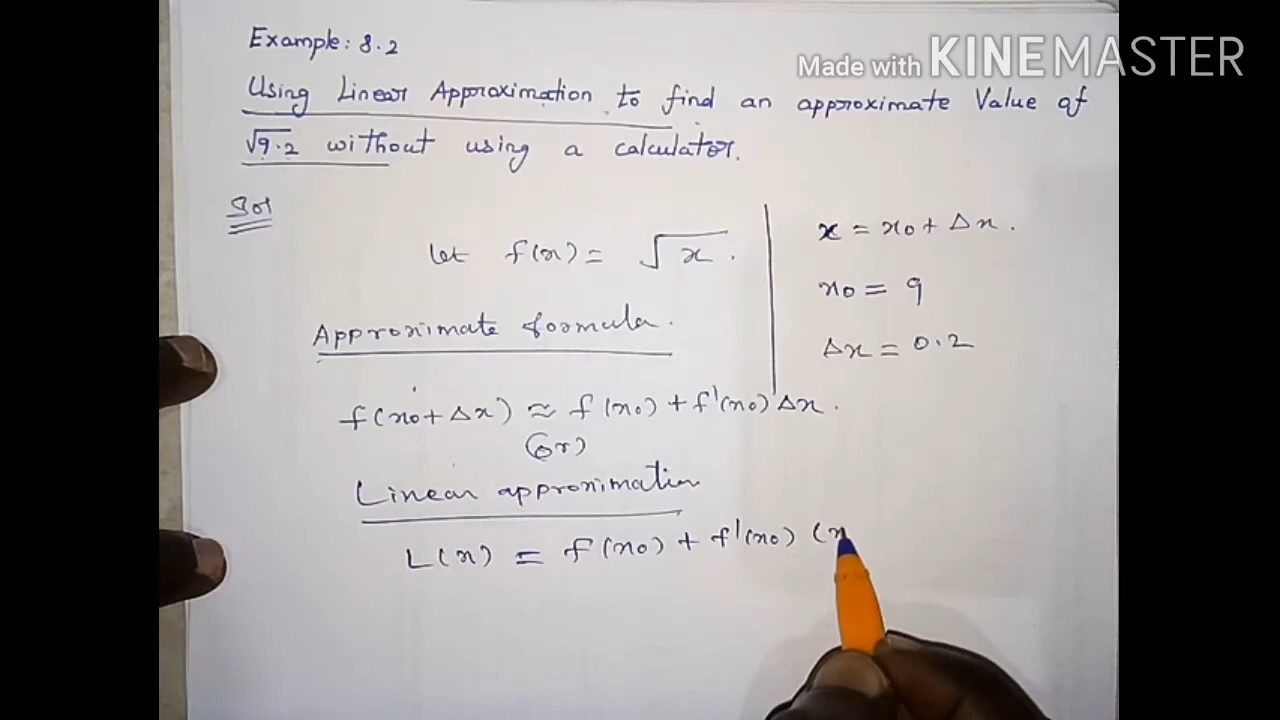 Example: 8.2
Made with KINEMASTER
Using Linear Approximation to find an approximate Value of
√9.2 without using a calculator.
Sol
Let f(x) = √x .
x = x₀ + Δx .
x₀ = 9
Approximate formula.
Δx = 0.2
f(x₀ + Δx) ≈ f(x₀) + f'(x₀) Δx .
(or)
Linear approximation
L(x) = f(x₀) + f'(x₀) (x